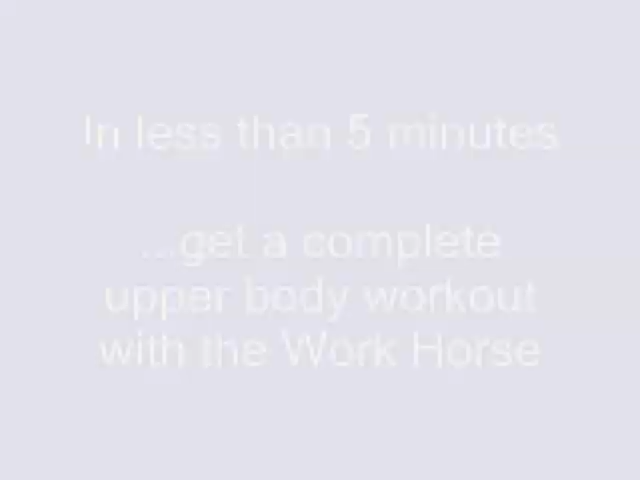 In less than 5 minutes
...get a complete
upper body workout
with the Work Horse